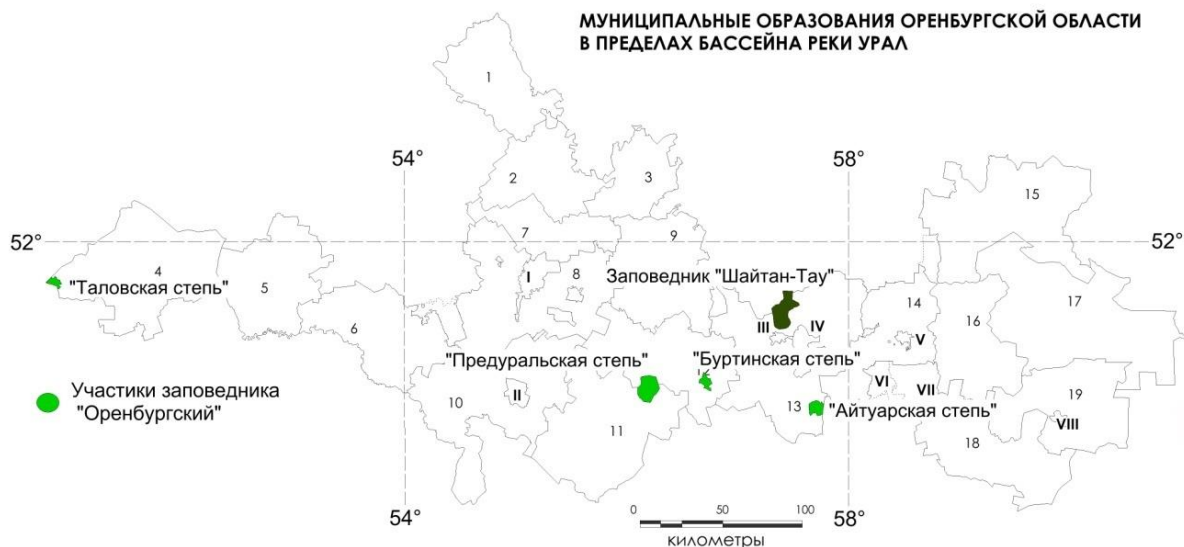 МУНИЦИПАЛЬНЫЕ ОБРАЗОВАНИЯ ОРЕНБУРГСКОЙ ОБЛАСТИ
В ПРЕДЕЛАХ БАССЕЙНА РЕКИ УРАЛ
1
54°
58°
2
3
15
52°
7
9
52°
4
I
8
Заповедник "Шайтан-Тау"
"Таловская степь"
5
6
14
17
16
III
IV
V
"Предуральская степь"
"Буртинская степь"
12
Участики заповедника
"Оренбургский"
II
VI
VII
10
13
"Айтуарская степь"
19
11
VIII
18
54°
58°
0
50
100
километры